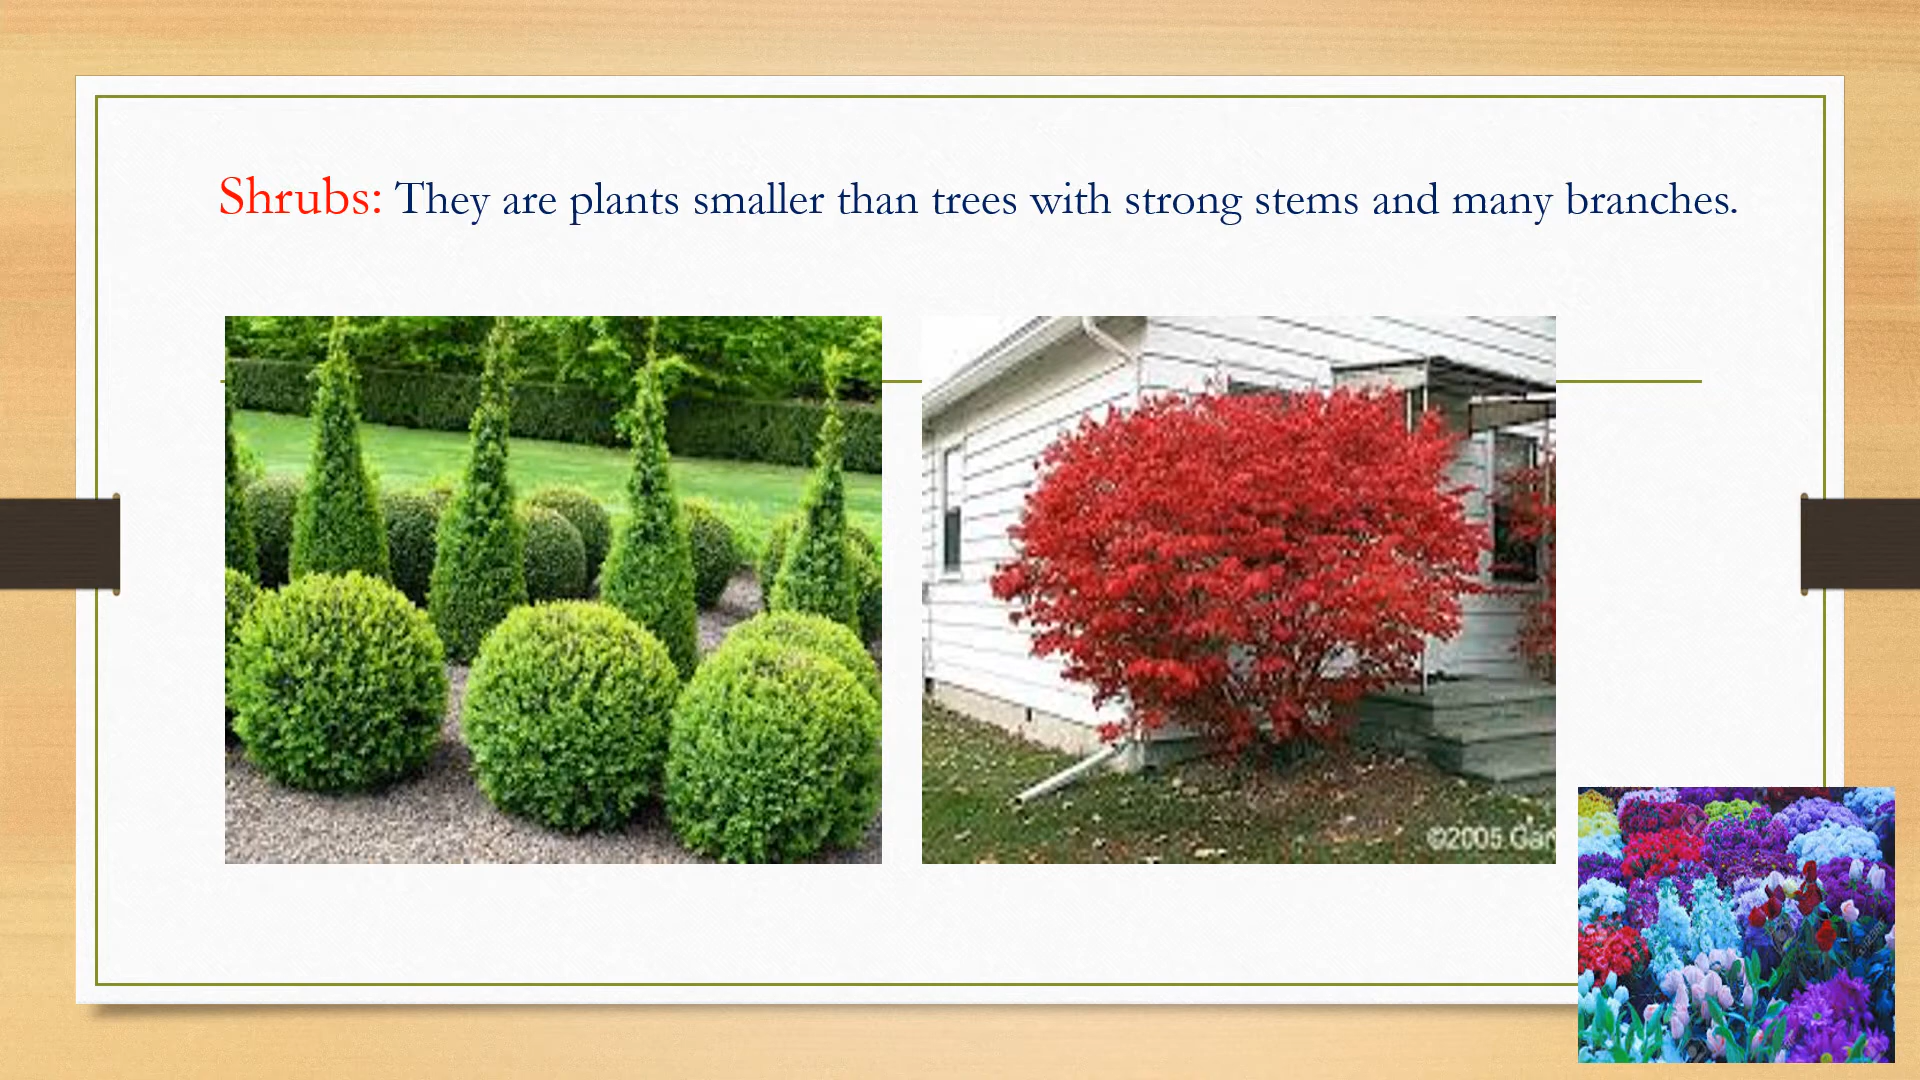 Shrubs: They are plants smaller than trees with strong stems and many branches.
©2005 Gar